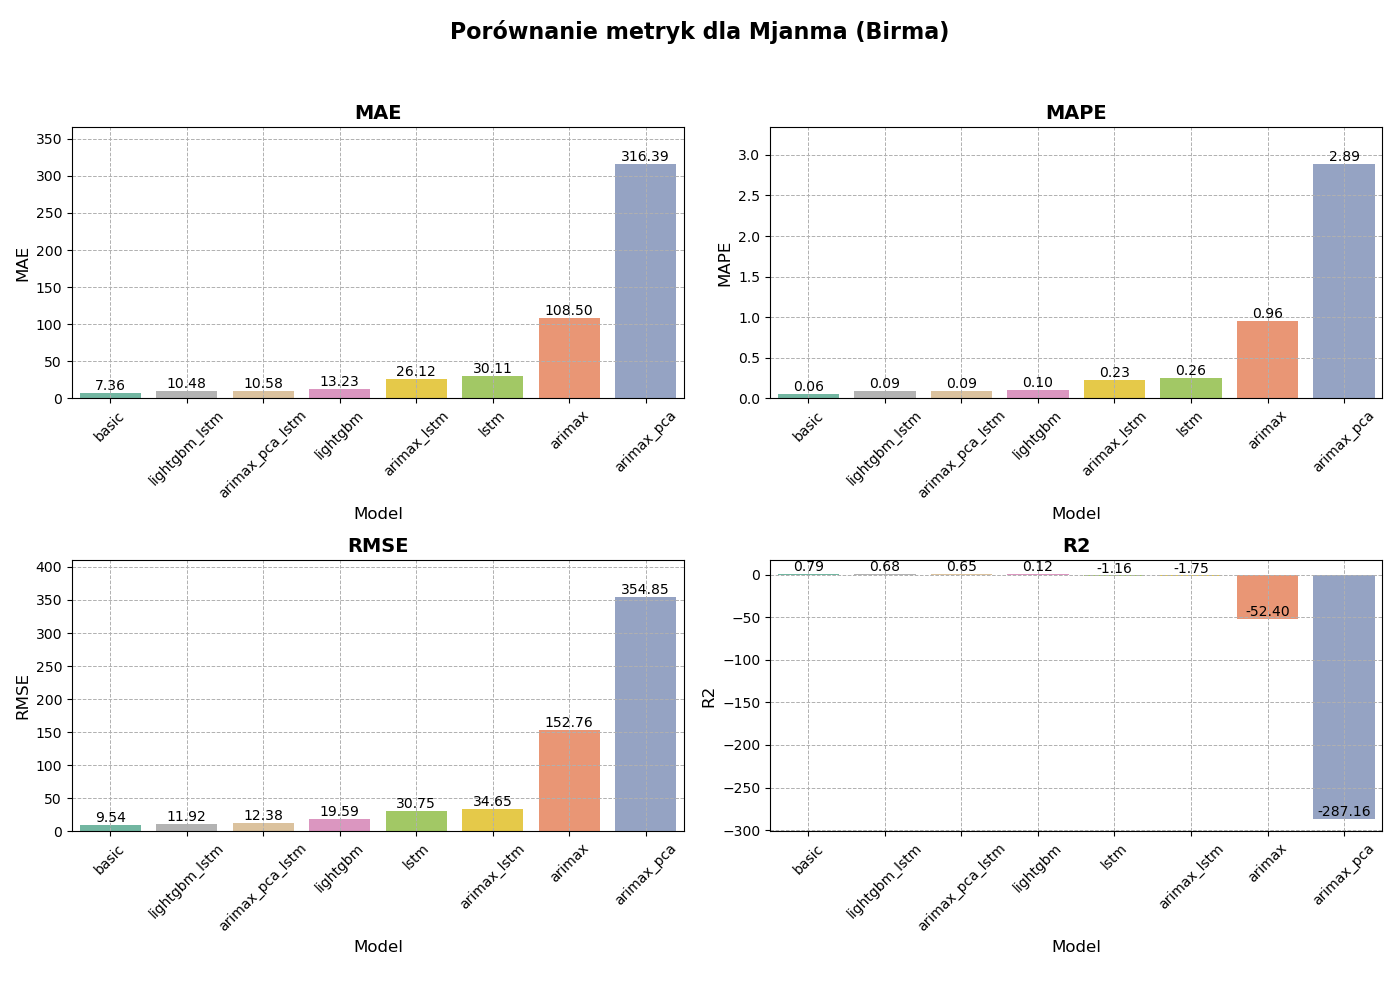 Porównanie metryk dla Mjanma (Birma)
MAE
MAE
350
300
250
200
150
100
50
0
7.36
10.48
10.58
13.23
26.12
30.11
108.50
316.39
basic
lightgbm_lstm
arimax_pca_lstm
lightgbm
arimax_lstm
lstm
arimax
arimax_pca
Model
MAPE
MAPE
3.0
2.5
2.0
1.5
1.0
0.5
0.0
0.06
0.09
0.09
0.10
0.23
0.26
0.96
2.89
basic
lightgbm_lstm
arimax_pca_lstm
lightgbm
arimax_lstm
lstm
arimax
arimax_pca
Model
RMSE
RMSE
400
350
300
250
200
150
100
50
0
9.54
11.92
12.38
19.59
30.75
34.65
152.76
354.85
basic
lightgbm_lstm
arimax_pca_lstm
lightgbm
lstm
arimax_lstm
arimax
arimax_pca
Model
R2
R2
0
−50
−100
−150
−200
−250
−300
0.79
0.68
0.65
0.12
-1.16
-1.75
-52.40
-287.16
basic
lightgbm_lstm
arimax_pca_lstm
lightgbm
lstm
arimax_lstm
arimax
arimax_pca
Model